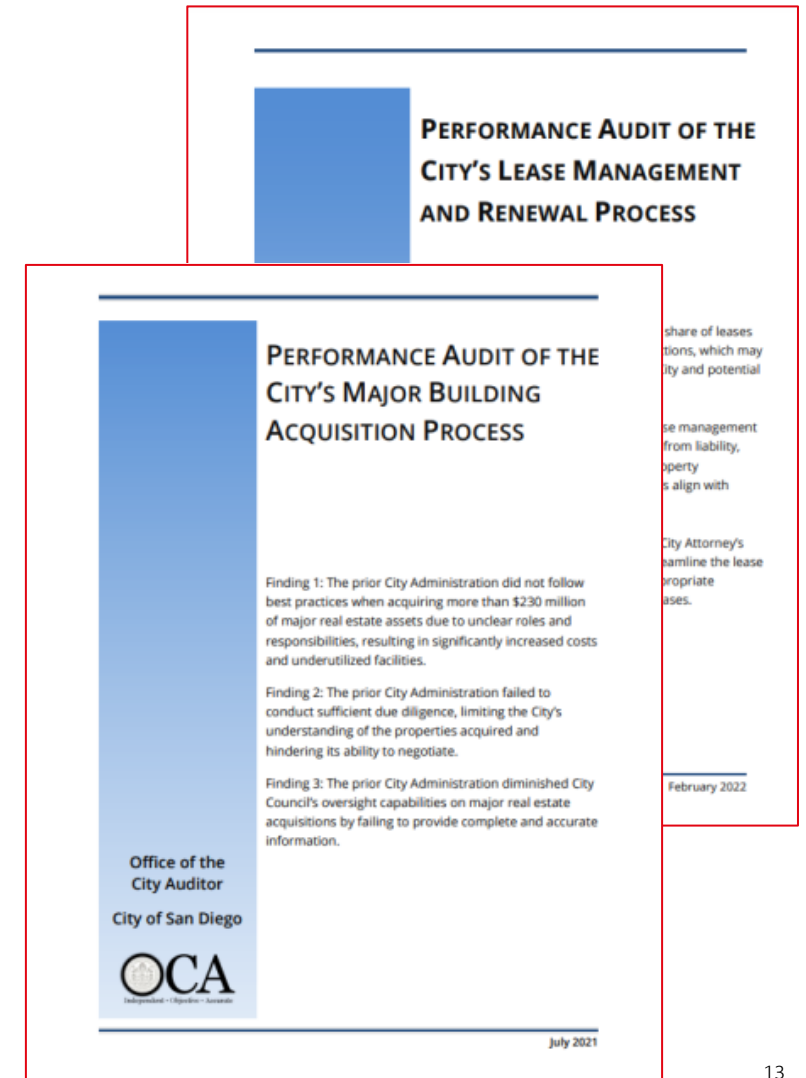 PERFORMANCE AUDIT OF THE
CITY'S LEASE MANAGEMENT
AND RENEWAL PROCESS
share of leases
tions, which may
ity and potential
se management
from liability,
operty
s align with
City Attorney's
eamline the lease
propriate
ases.
February 2022
PERFORMANCE AUDIT OF THE
CITY'S MAJOR BUILDING
ACQUISITION PROCESS
Finding 1: The prior City Administration did not follow
best practices when acquiring more than $230 million
of major real estate assets due to unclear roles and
responsibilities, resulting in significantly increased costs
and underutilized facilities.
Finding 2: The prior City Administration failed to
conduct sufficient due diligence, limiting the City's
understanding of the properties acquired and
hindering its ability to negotiate.
Finding 3: The prior City Administration diminished City
Council's oversight capabilities on major real estate
acquisitions by failing to provide complete and accurate
information.
Office of the
City Auditor
City of San Diego
OCA
Independent • Objective • Accurate
July 2021
13